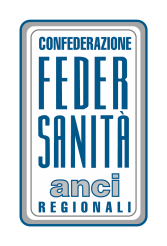 CONFEDERAZIONE
FEDER
SANITÀ
anci
REGIONALI